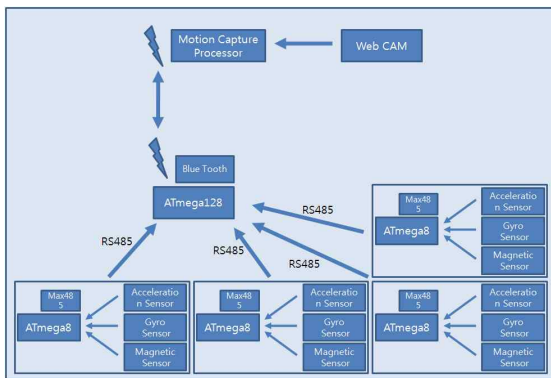 Motion Capture
Processor
Web CAM
Blue Tooth
ATmega128
RS485
RS485
RS485
RS485
Max48
5
ATmega8
Acceleratio
n Sensor
Gyro
Sensor
Magnetic
Sensor
Max48
5
ATmega8
Acceleratio
n Sensor
Gyro
Sensor
Magnetic
Sensor
Max48
5
ATmega8
Acceleratio
n Sensor
Gyro
Sensor
Magnetic
Sensor
Max48
5
ATmega8
Acceleratio
n Sensor
Gyro
Sensor
Magnetic
Sensor